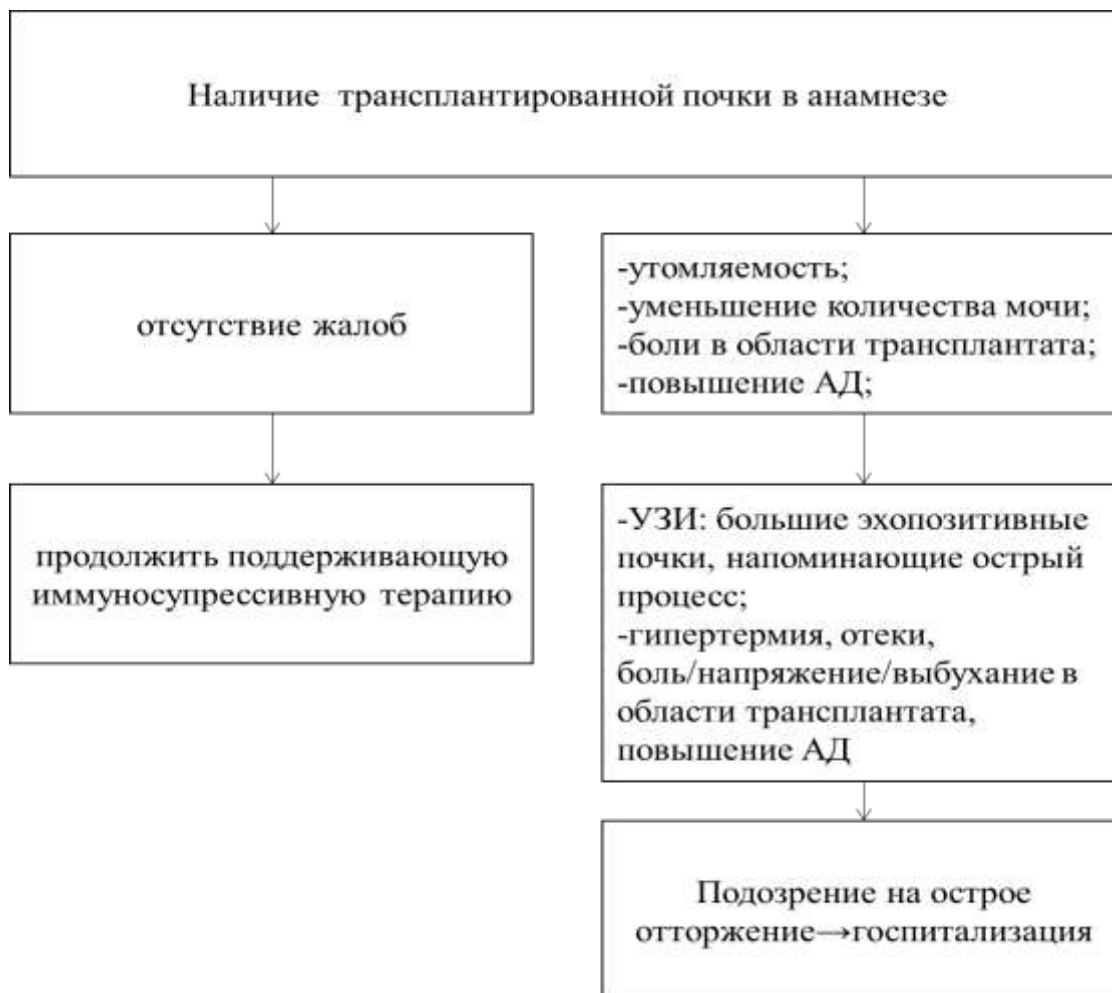 Наличие трансплантированной почки в анамнезе
отсутствие жалоб
-утомляемость;
-уменьшение количества мочи;
-боли в области трансплантата;
-повышение АД;
продолжить поддерживающую
иммуносупрессивную терапию
-УЗИ: большие эхопозитивные
почки, напоминающие острый
процесс;
-гипертермия, отеки,
боль/напряжение/выбухание в
области трансплантата,
повышение АД
Подозрение на острое
отторжение→госпитализация